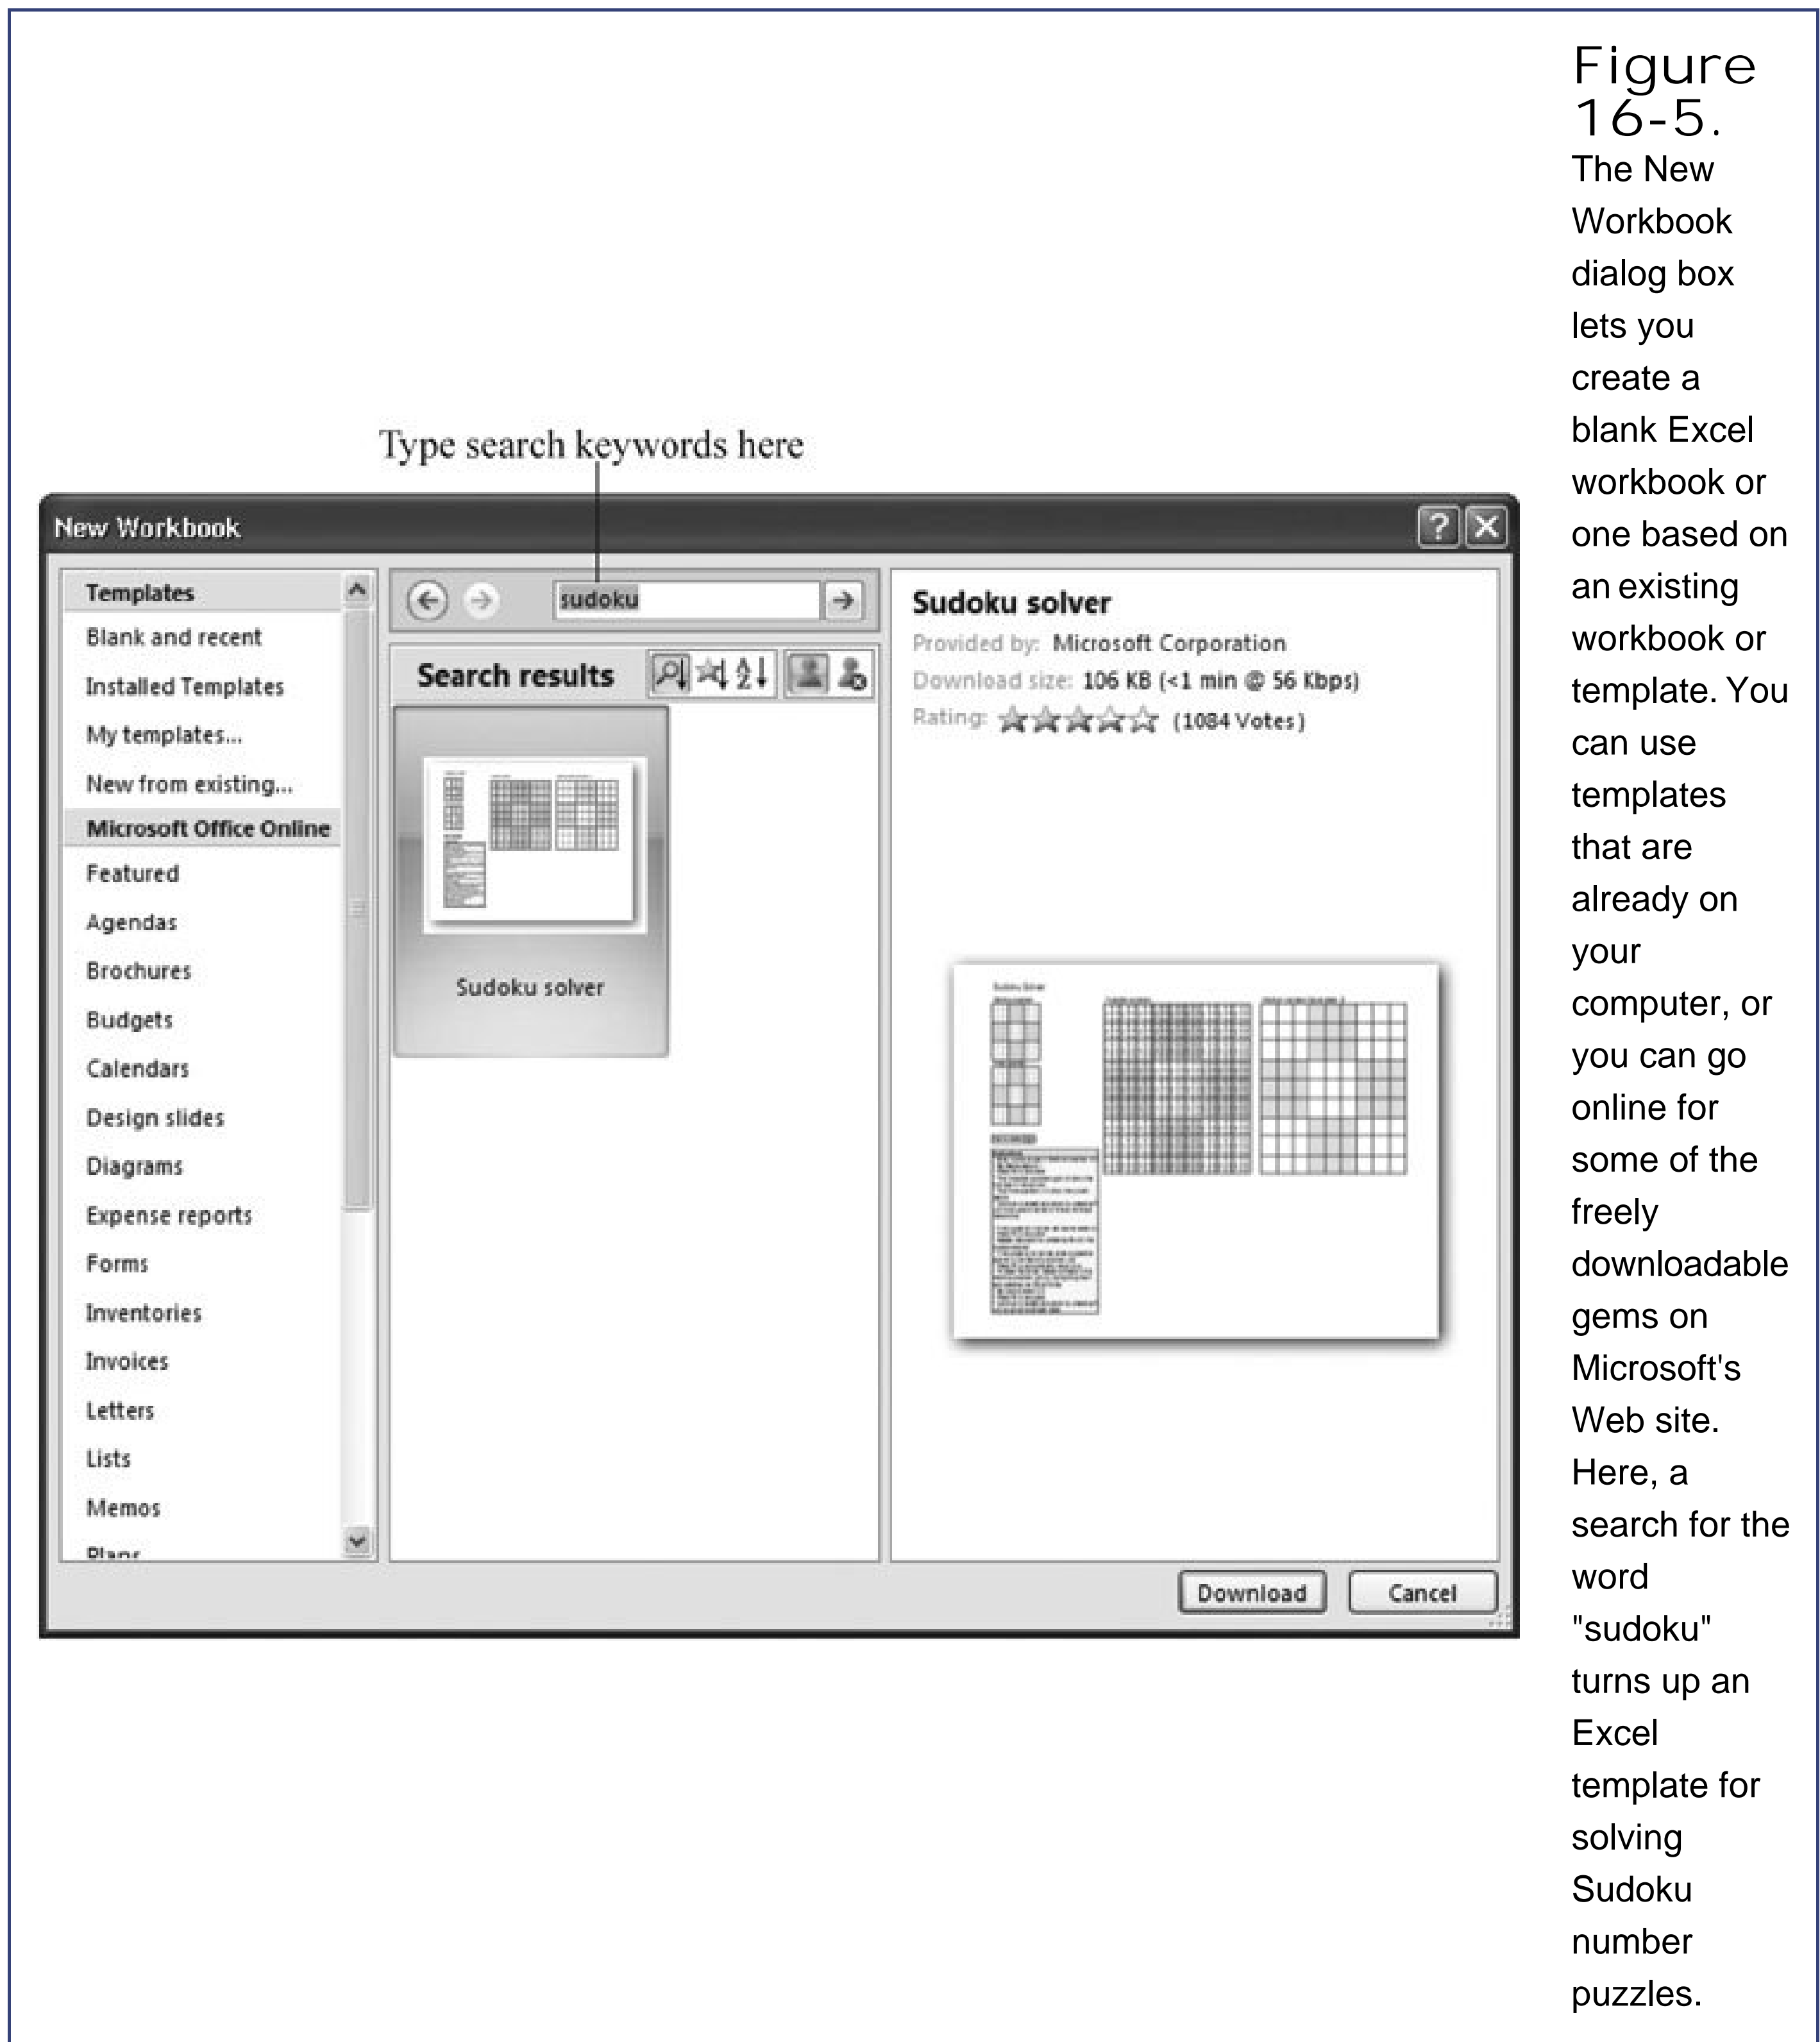 Type search keywords here
New Workbook
Templates
Blank and recent
Installed Templates
My templates...
New from existing...
Microsoft Office Online
Featured
Agendas
Brochures
Budgets
Calendars
Design slides
Diagrams
Expense reports
Forms
Inventories
Invoices
Letters
Lists
Memos
Plans
sudoku
Search results
Sudoku solver
Sudoku solver
Provided by: Microsoft Corporation
Download size: 106 KB (<1 min @ 56 Kbps)
Rating: (1084 Votes)
Sudoku Solver
Download
Cancel
Figure
16-5.
The New
Workbook
dialog box
lets you
create a
blank Excel
workbook or
one based on
an existing
workbook or
template. You
can use
templates
that are
already on
your
computer, or
you can go
online for
some of the
freely
downloadable
gems on
Microsoft's
Web site.
Here, a
search for the
word
"sudoku"
turns up an
Excel
template for
solving
Sudoku
number
puzzles.